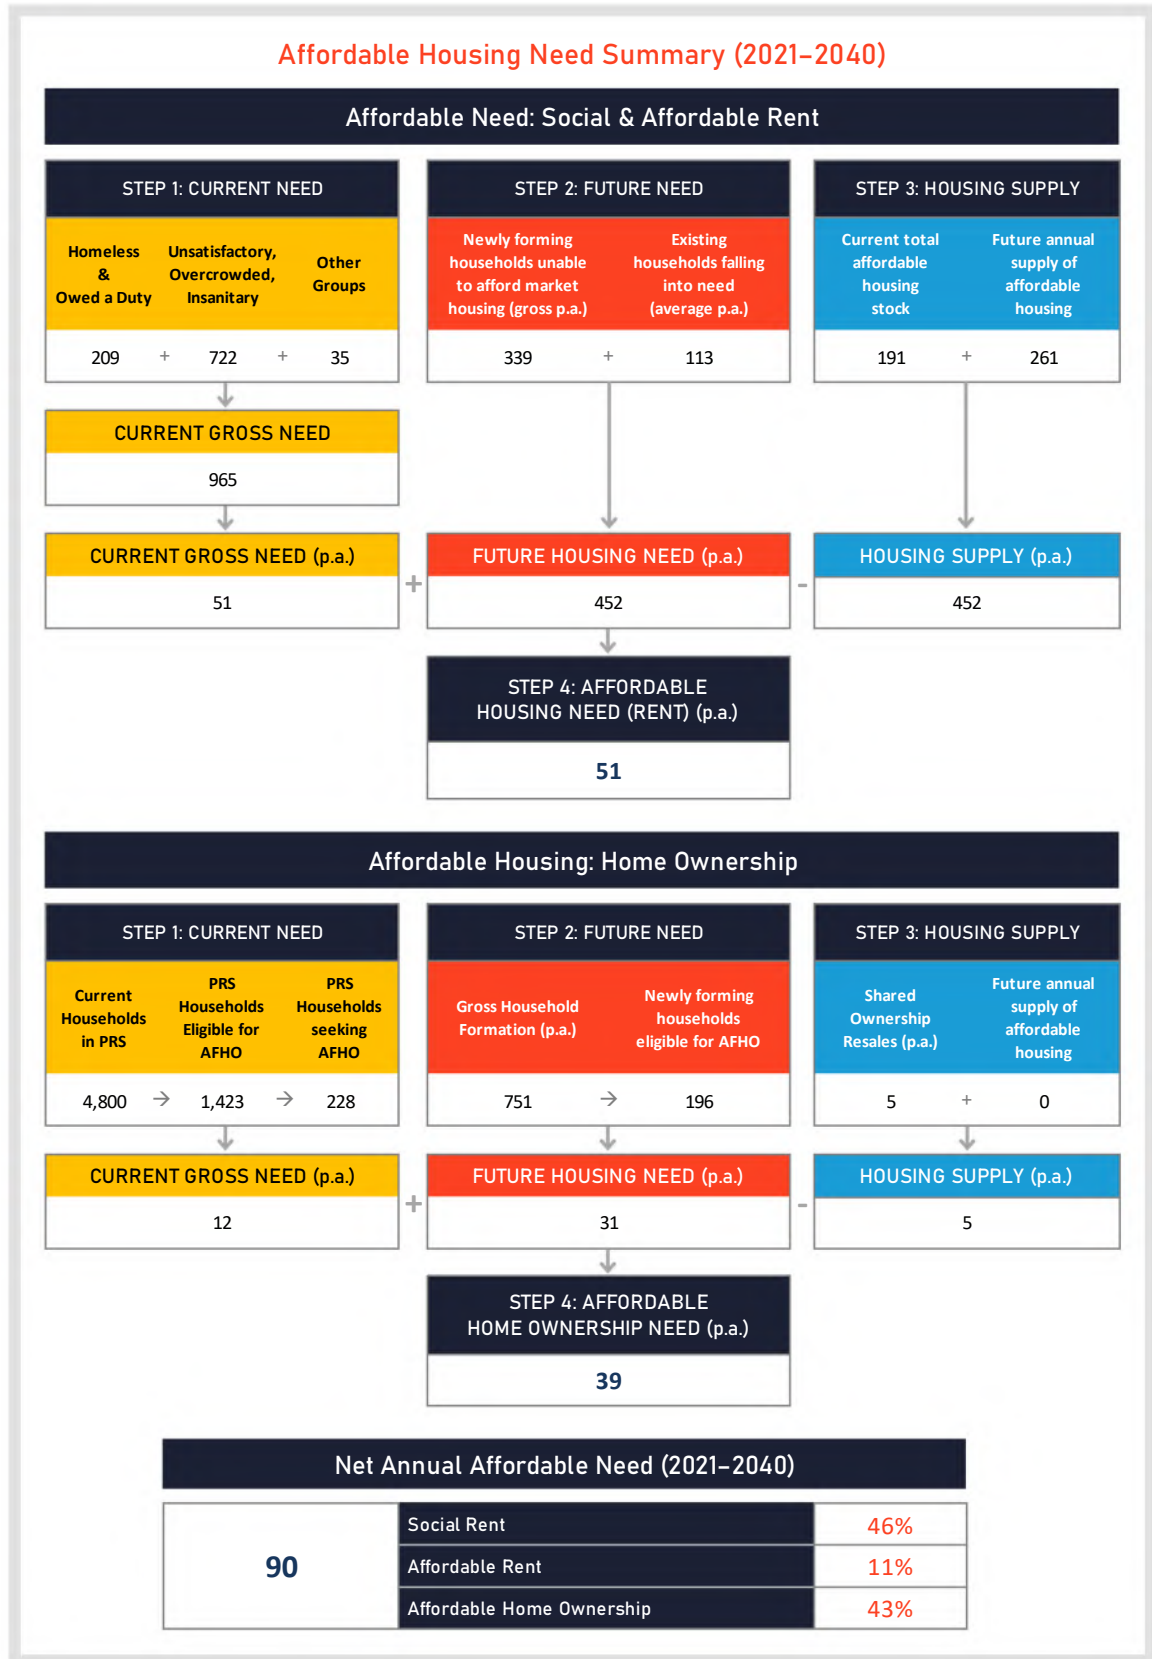 Affordable Housing Need Summary (2021–2040)
Affordable Need: Social & Affordable Rent
STEP 1: CURRENT NEED
Homeless
&
Owed a Duty
Unsatisfactory,
Overcrowded,
Insanitary
Other
Groups
209 + 722 + 35
CURRENT GROSS NEED
965
CURRENT GROSS NEED (p.a.)
51
+
STEP 2: FUTURE NEED
Newly forming
households unable
to afford market
housing (gross p.a.)
Existing
households falling
into need
(average p.a.)
339 + 113
FUTURE HOUSING NEED (p.a.)
452
-
STEP 3: HOUSING SUPPLY
Current total
affordable
housing
stock
Future annual
supply of
affordable
housing
191 + 261
HOUSING SUPPLY (p.a.)
452
STEP 4: AFFORDABLE
HOUSING NEED (RENT) (p.a.)
51
Affordable Housing: Home Ownership
STEP 1: CURRENT NEED
Current
Households
in PRS
PRS
Households
Eligible for
AFHO
PRS
Households
seeking
AFHO
4,800 → 1,423 → 228
CURRENT GROSS NEED (p.a.)
12
+
STEP 2: FUTURE NEED
Gross Household
Formation (p.a.)
Newly forming
households
eligible for AFHO
751 → 196
FUTURE HOUSING NEED (p.a.)
31
-
STEP 3: HOUSING SUPPLY
Shared
Ownership
Resales (p.a.)
Future annual
supply of
affordable
housing
5 + 0
HOUSING SUPPLY (p.a.)
5
STEP 4: AFFORDABLE
HOME OWNERSHIP NEED (p.a.)
39
Net Annual Affordable Need (2021–2040)
90
Social Rent 46%
Affordable Rent 11%
Affordable Home Ownership 43%